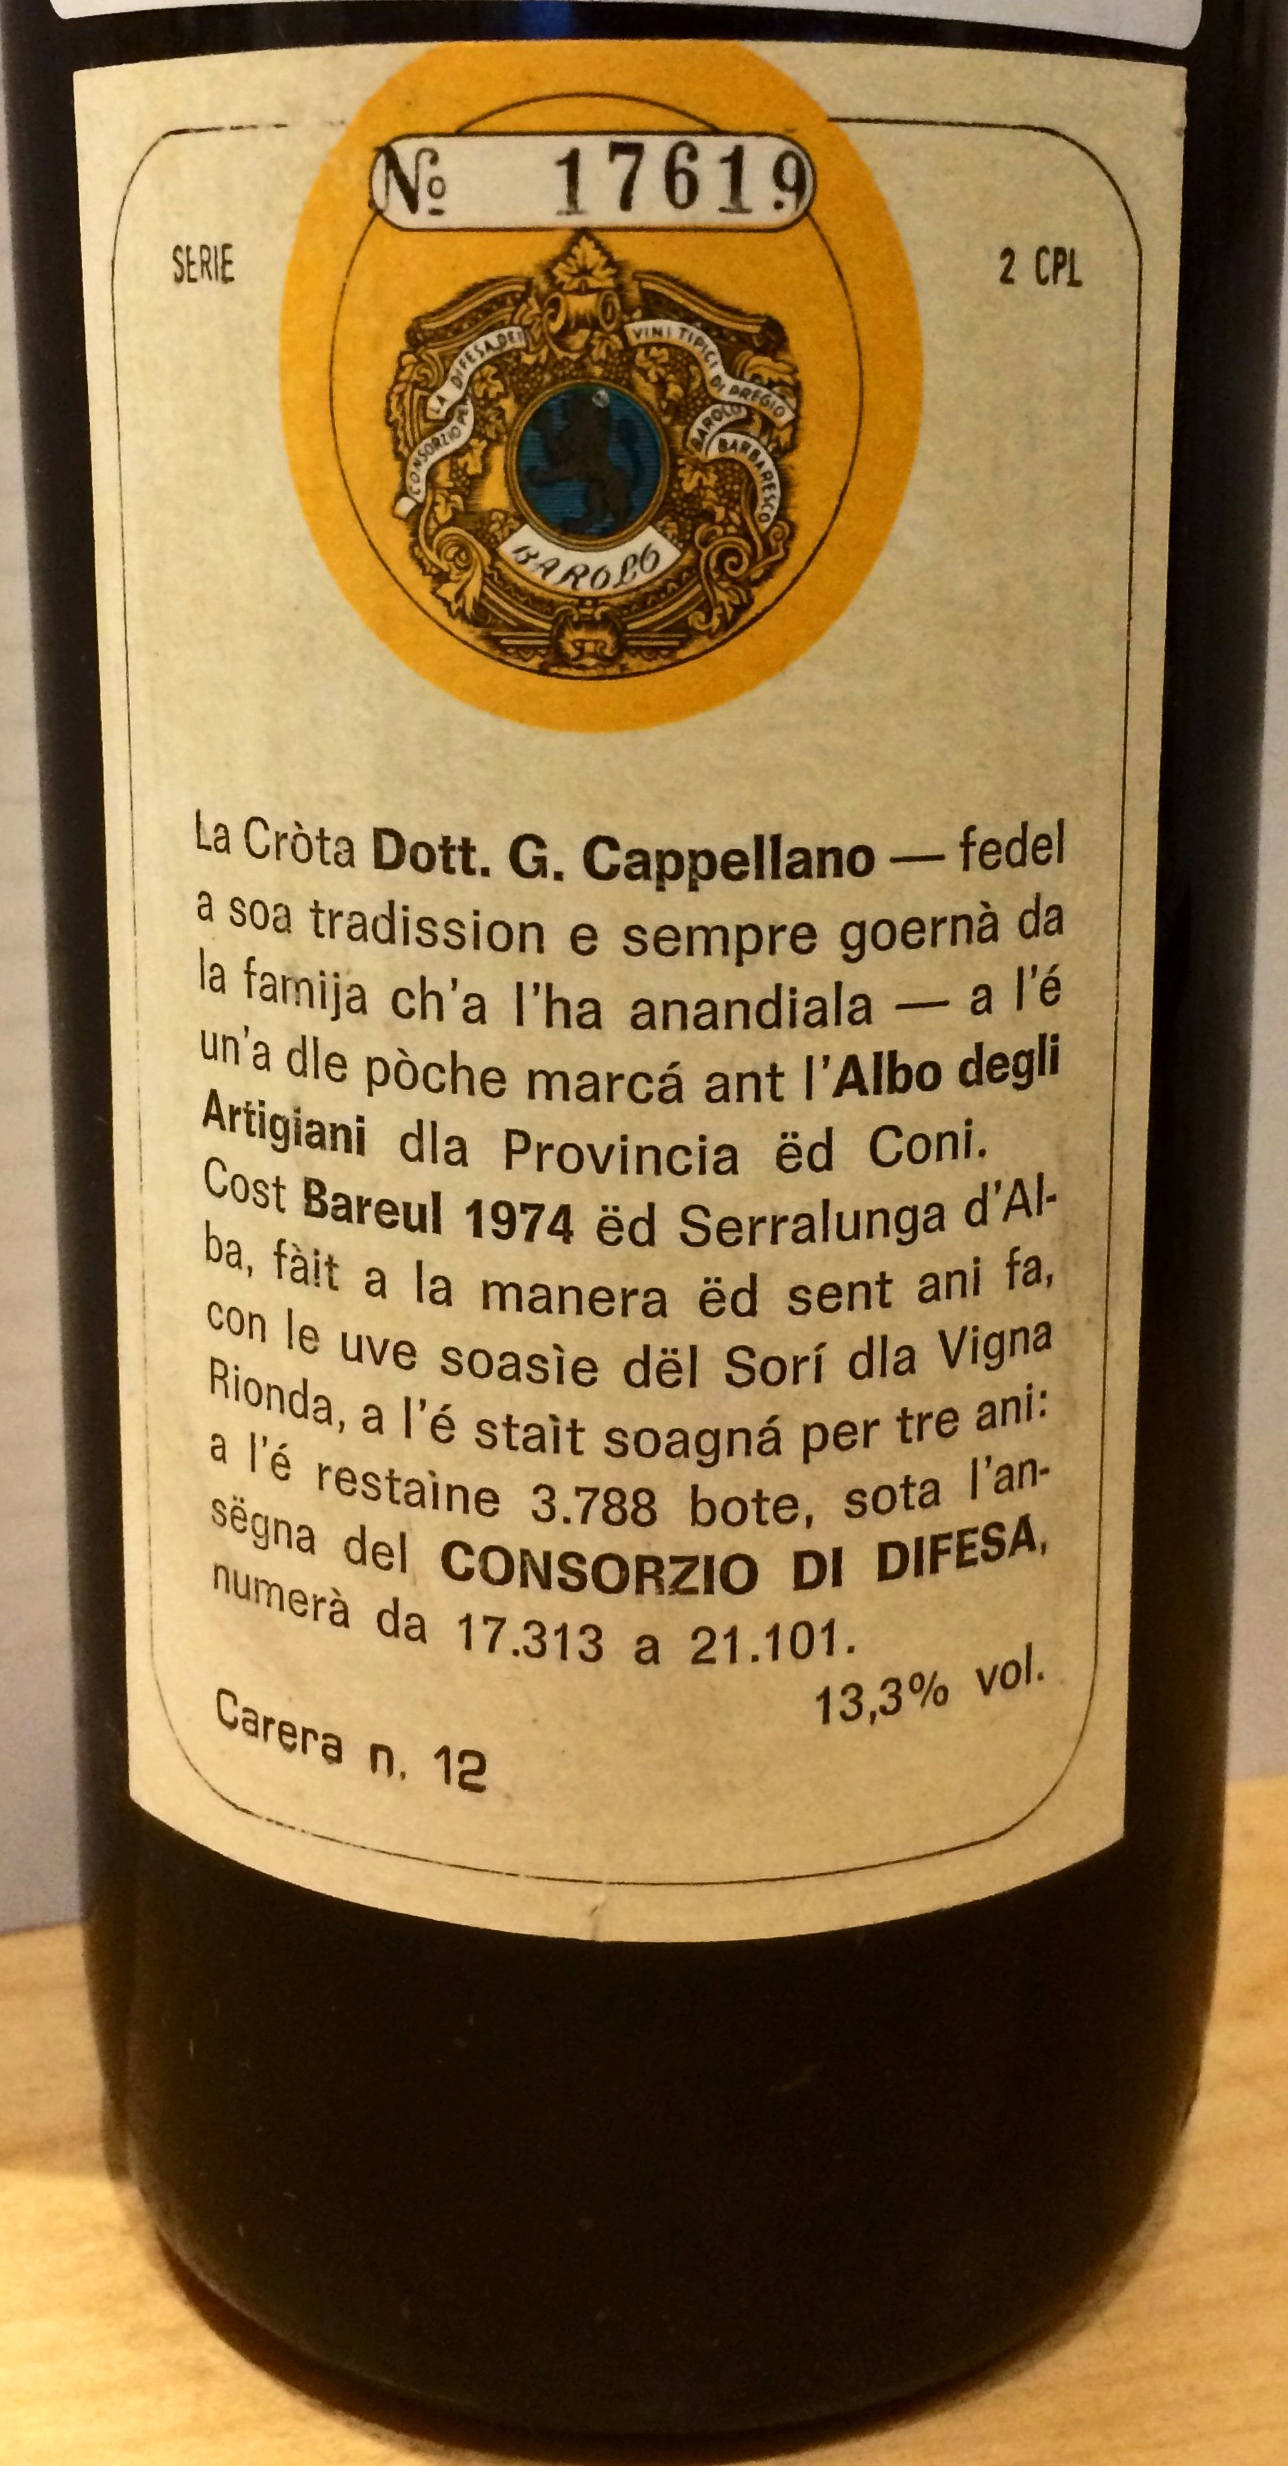 Nº 17619
SERIE
2 CPL
CONSORZIO PER LA DIFESA DEI
VINI TIPICI DI PREGIO
BAROLO
BARBARESCO
BAROLO
La Cròta Dott. G. Cappellano — fedel
a soa tradission e sempre goernà da
la famija ch'a l'ha anandiala — a l'é
un'a dle pòche marcá ant l'Albo degli
Artigiani dla Provincia ëd Coni.
Cost Bareul 1974 ëd Serralunga d'Al-
ba, fàit a la manera ëd sent ani fa,
con le uve soasìe dël Sorí dla Vigna
Rionda, a l'é staìt soagná per tre ani:
a l'é restaìne 3.788 bote, sota l'an-
sëgna del CONSORZIO DI DIFESA,
numerà da 17.313 a 21.101.
13,3% vol.
Carera n. 12